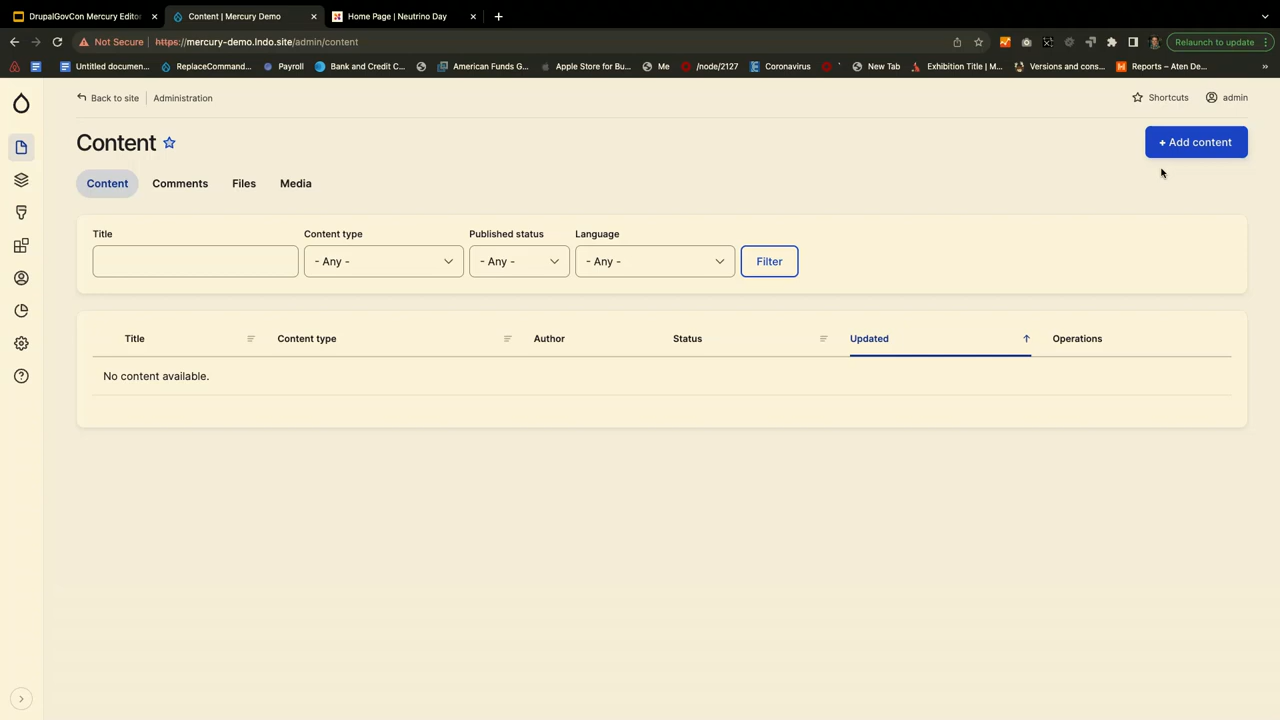 DrupalGovCon Mercury Editor
Content | Mercury Demo
Home Page | Neutrino Day
Not Secure
https://mercury-demo.lndo.site/admin/content
Relaunch to update
Untitled documen...
ReplaceCommand...
Payroll
Bank and Credit C...
American Funds G...
Apple Store for Bu...
Me
/node/2127
Coronavirus
'
New Tab
Exhibition Title | M...
Versions and cons...
Reports – Aten De...
»
Back to site
Administration
Shortcuts
admin
Content
+ Add content
Content
Comments
Files
Media
Title
Content type
Published status
Language
- Any -
- Any -
- Any -
Filter
Title
Content type
Author
Status
Updated
Operations
No content available.